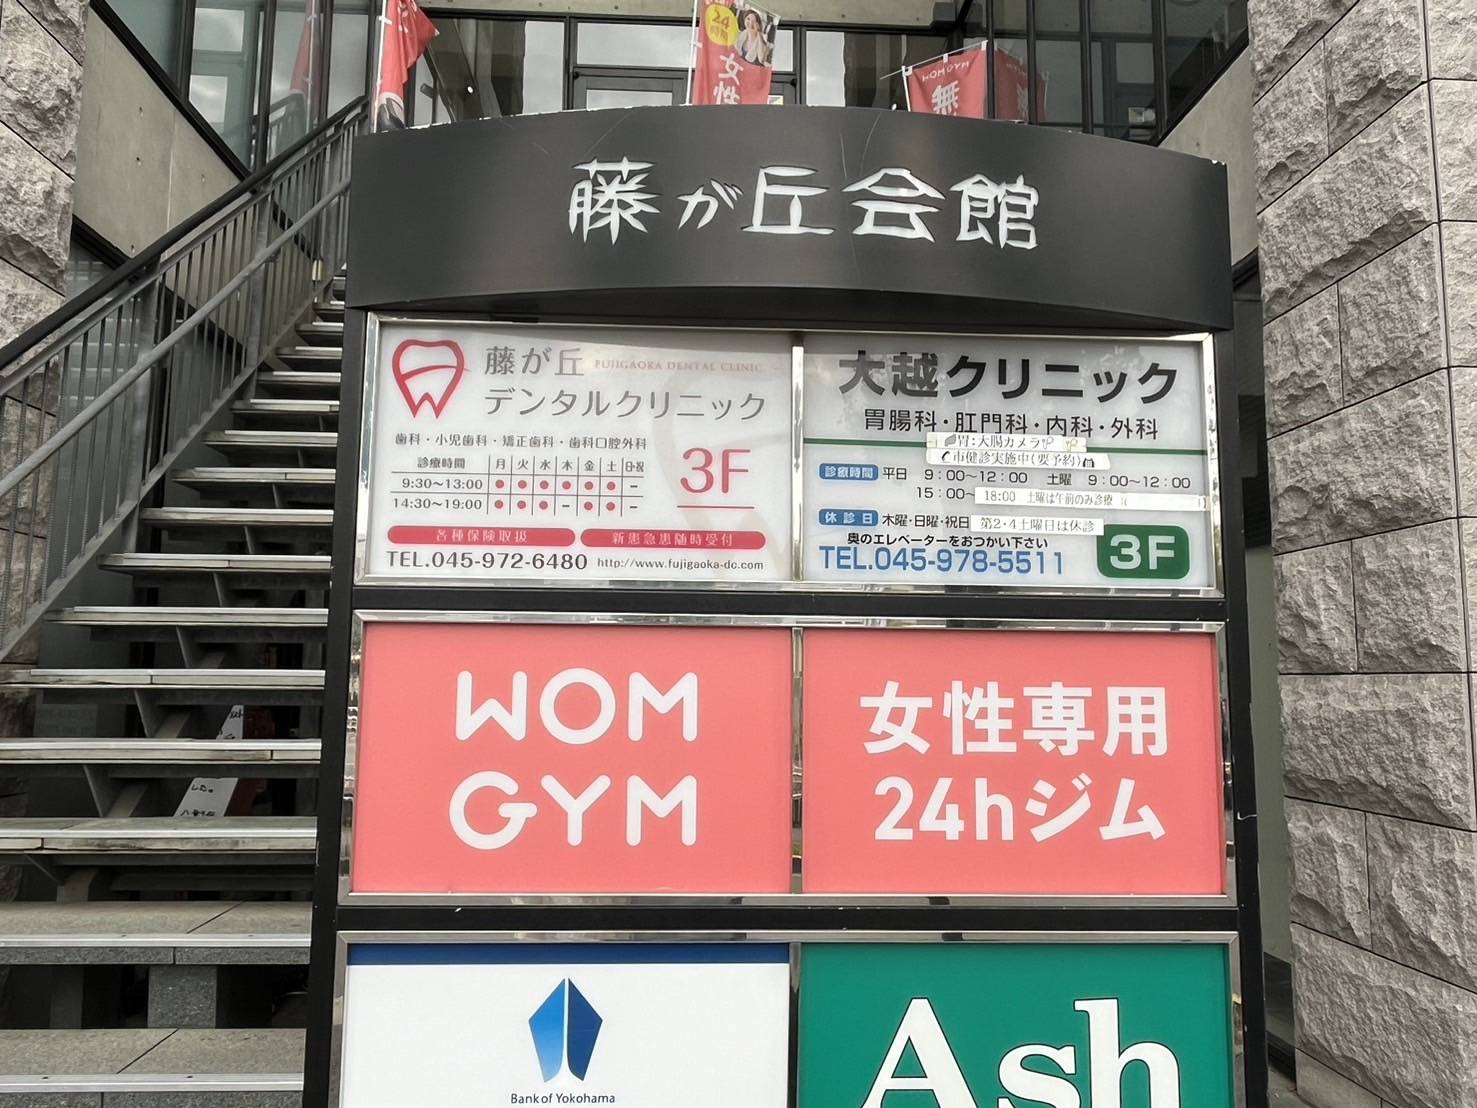 24
時間
女性
WOMGYM
無
藤が丘会館
藤が丘 FUJIGAOKA DENTAL CLINIC
デンタルクリニック
歯科・小児歯科・矯正歯科・歯科口腔外科
診療時間 月 火 水 木 金 土 日・祝
9:30~13:00 ● ● ● ● ● ● −
14:30~19:00 ● ● ● − ● ● −
3F
各種保険取扱 新患急患随時受付
TEL.045-972-6480 http://www.fujigaoka-dc.com
大越クリニック
胃腸科・肛門科・内科・外科
胃:大腸カメラ
市健診実施中(要予約)
診療時間 平日 9:00~12:00 土曜 9:00~12:00
15:00~18:00 土曜は午前のみ診療
休診日 木曜・日曜・祝日 第2・4土曜日は休診
奥のエレベーターをおつかい下さい
TEL.045-978-5511
3F
WOM
GYM
女性専用
24hジム
Bank of Yokohama
Ash